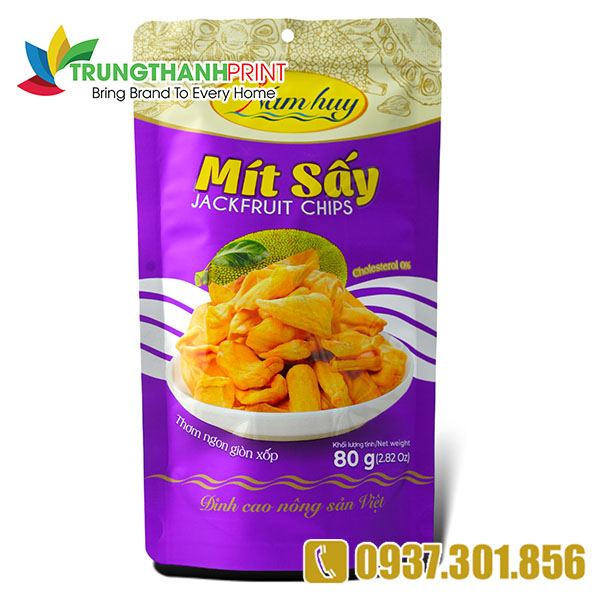 TRUNGTHANHPRINT
Bring Brand To Every Home
Nam huy
Mít Sấy
JACKFRUIT CHIPS
Cholesterol 0%
Thơm ngon giòn xốp
Khối lượng tịnh/Net weight
80 g (2.82 Oz)
Đỉnh cao nông sản Việt
0937.301.856